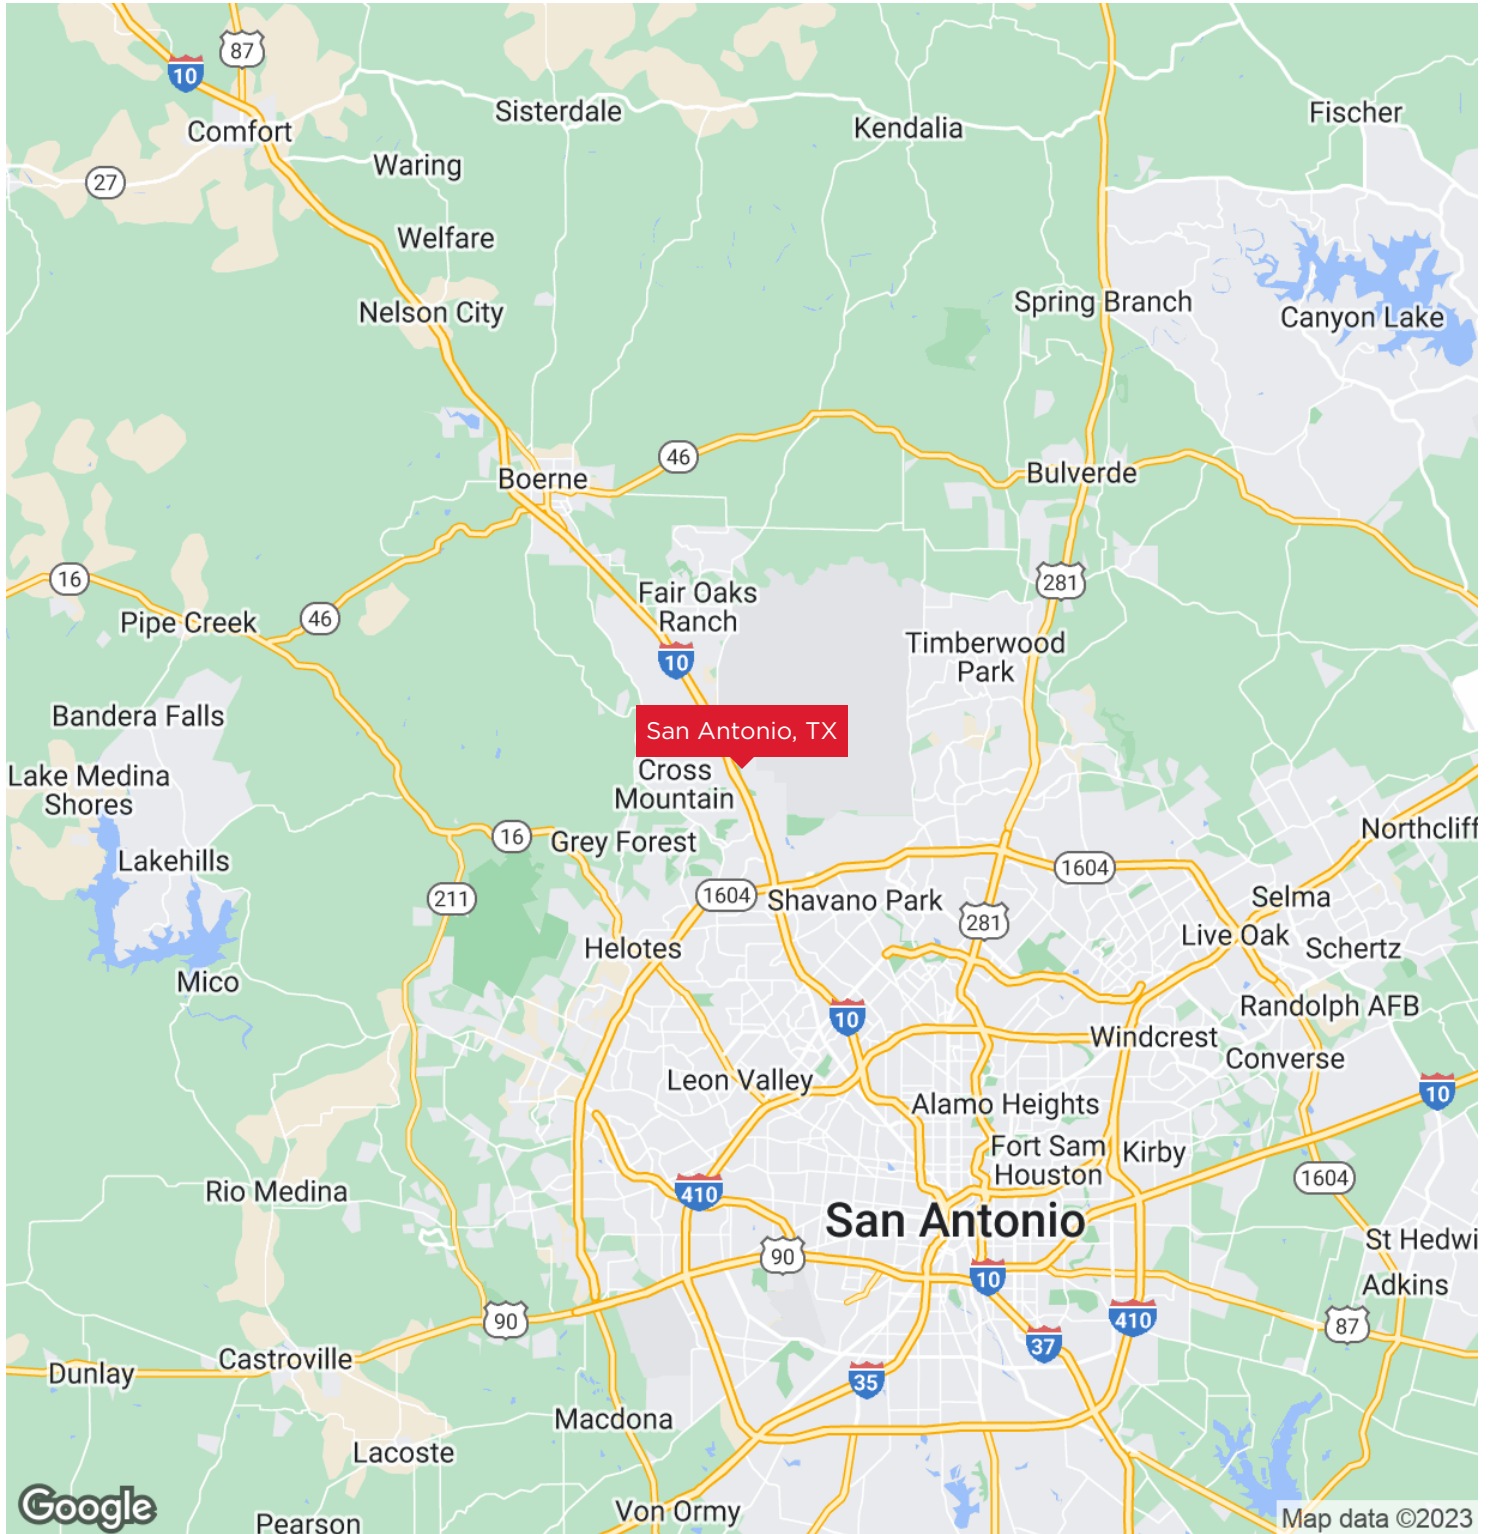 87
10
Comfort
Sisterdale
Kendalia
Fischer
Waring
27
Welfare
Nelson City
Spring Branch
Canyon Lake
46
Boerne
Bulverde
16
281
Fair Oaks
Ranch
46
Pipe Creek
Timberwood
Park
10
Bandera Falls
San Antonio, TX
Cross
Mountain
Lake Medina
Shores
Northcliff
16
Grey Forest
Lakehills
1604
1604
211
Shavano Park
Selma
281
Live Oak
Helotes
Schertz
Mico
Randolph AFB
10
Windcrest
Converse
Leon Valley
10
Alamo Heights
Fort Sam
Houston
Kirby
1604
Rio Medina
410
San Antonio
St Hedwi
90
10
Adkins
90
410
87
37
Castroville
Dunlay
35
Macdona
Lacoste
Google
Von Ormy
Pearson
Map data ©2023